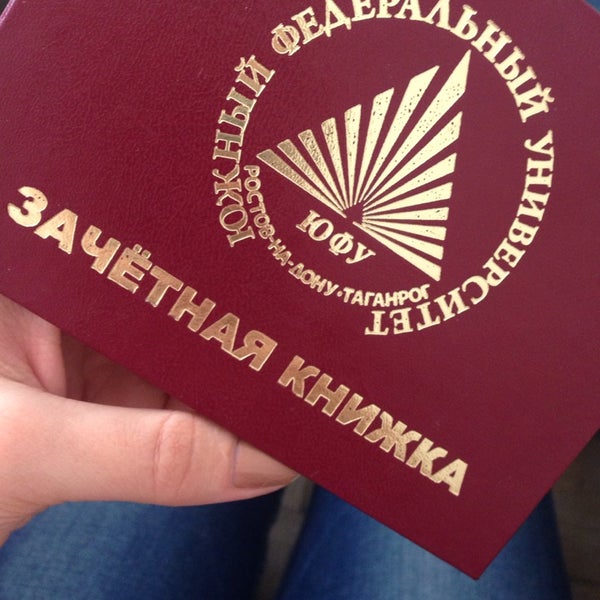 ЮЖНЫЙ ФЕДЕРАЛЬНЫЙ УНИВЕРСИТЕТ
РОСТОВ-НА-ДОНУ·ТАГАНРОГ
ЮФУ
ЗАЧЁТНАЯ КНИЖКА